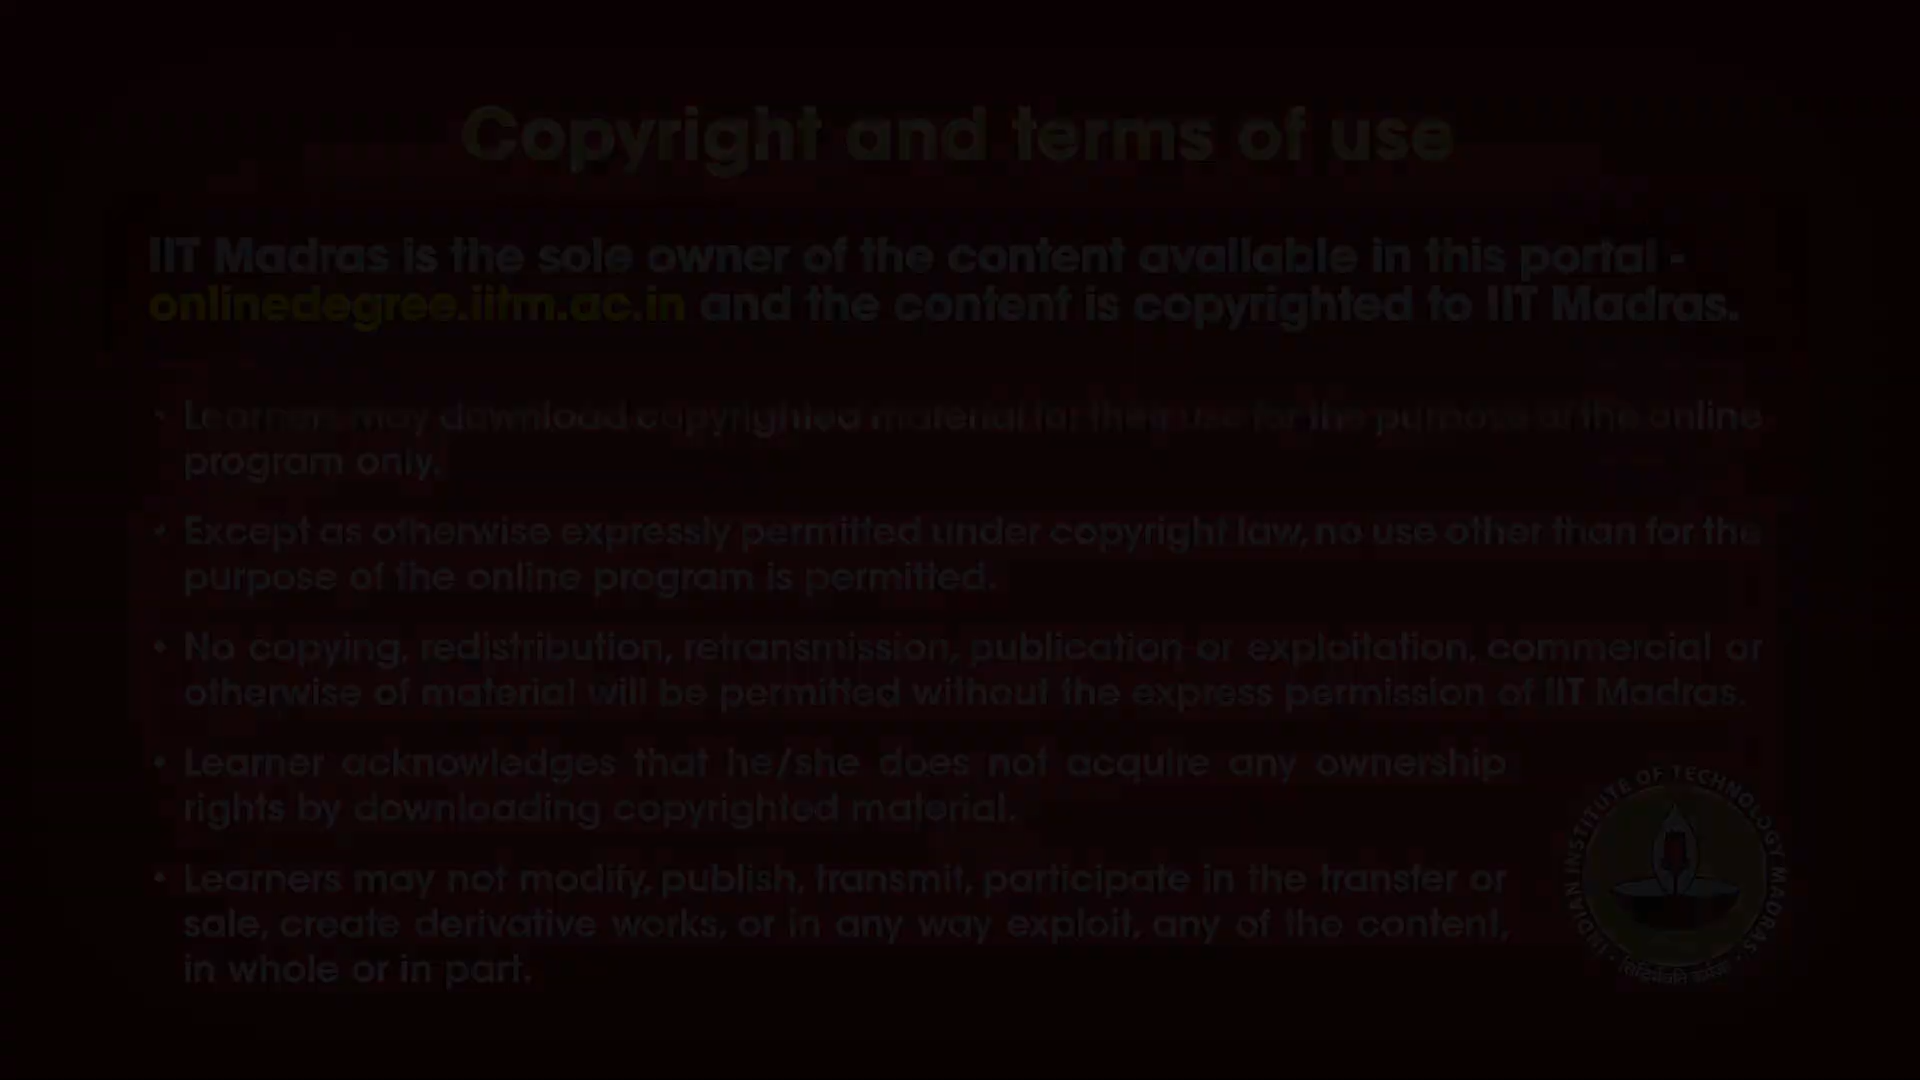 Copyright and terms of use
IIT Madras is the sole owner of the content available in this portal -
onlinedegree.iitm.ac.in and the content is copyrighted to IIT Madras.
• Learners may download copyrighted material for their use for the purpose of the online
program only.
• Except as otherwise expressly permitted under copyright law, no use other than for the
purpose of the online program is permitted.
• No copying, redistribution, retransmission, publication or exploitation, commercial or
otherwise of material will be permitted without the express permission of IIT Madras.
• Learner acknowledges that he/she does not acquire any ownership
rights by downloading copyrighted material.
• Learners may not modify, publish, transmit, participate in the transfer or
sale, create derivative works, or in any way exploit, any of the content,
in whole or in part.
INDIAN INSTITUTE OF TECHNOLOGY MADRAS